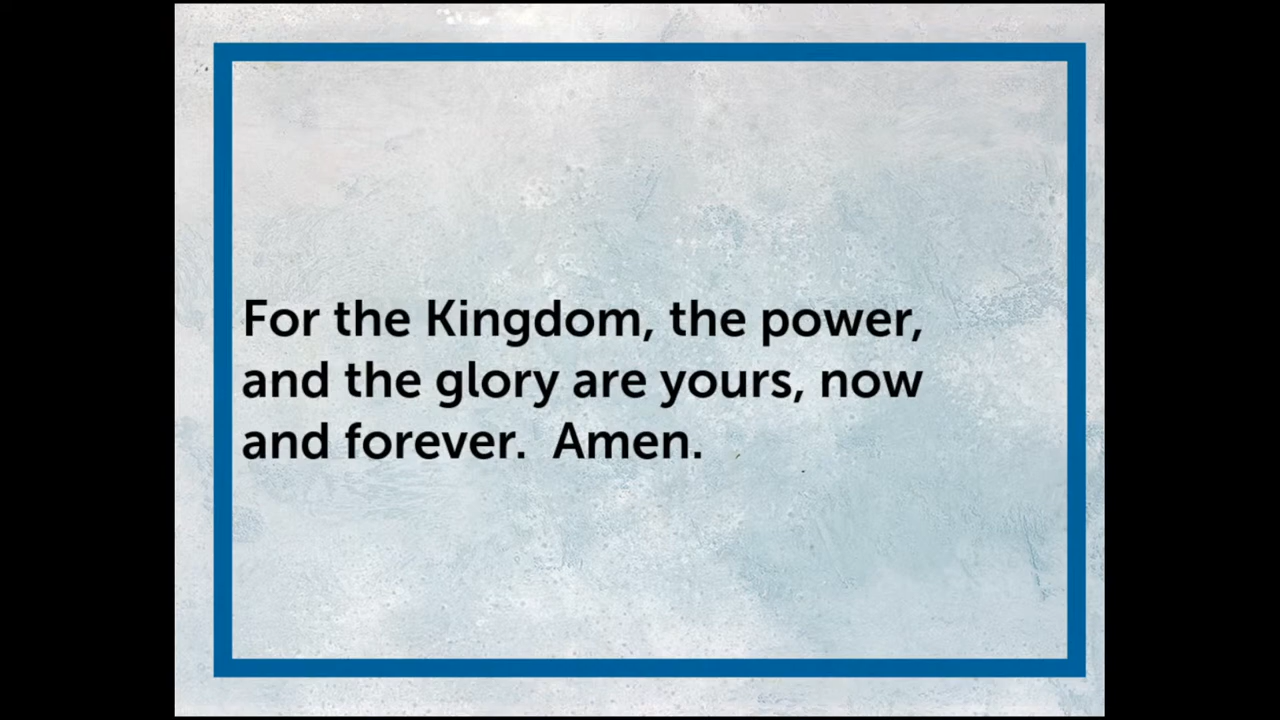 For the Kingdom, the power,
and the glory are yours, now
and forever.  Amen.